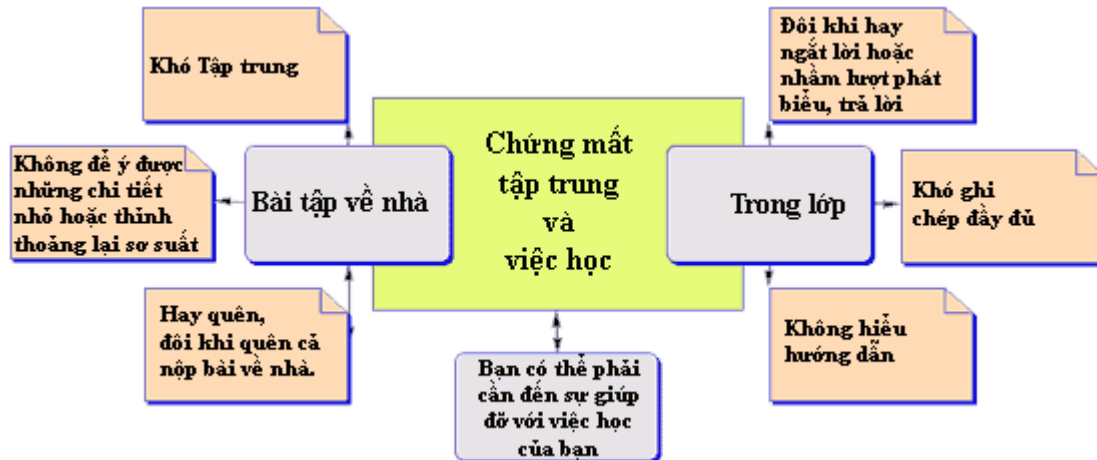 Chứng mất
tập trung
và
việc học
Bài tập về nhà
Khó Tập trung
Không để ý được
những chi tiết
nhỏ hoặc thỉnh
thoảng lại sơ suất
Hay quên,
đôi khi quên cả
nộp bài về nhà.
Trong lớp
Đôi khi hay
ngắt lời hoặc
nhầm lượt phát
biểu, trả lời
Khó ghi
chép đầy đủ
Không hiểu
hướng dẫn
Bạn có thể phải
cần đến sự giúp
đỡ với việc học
của bạn